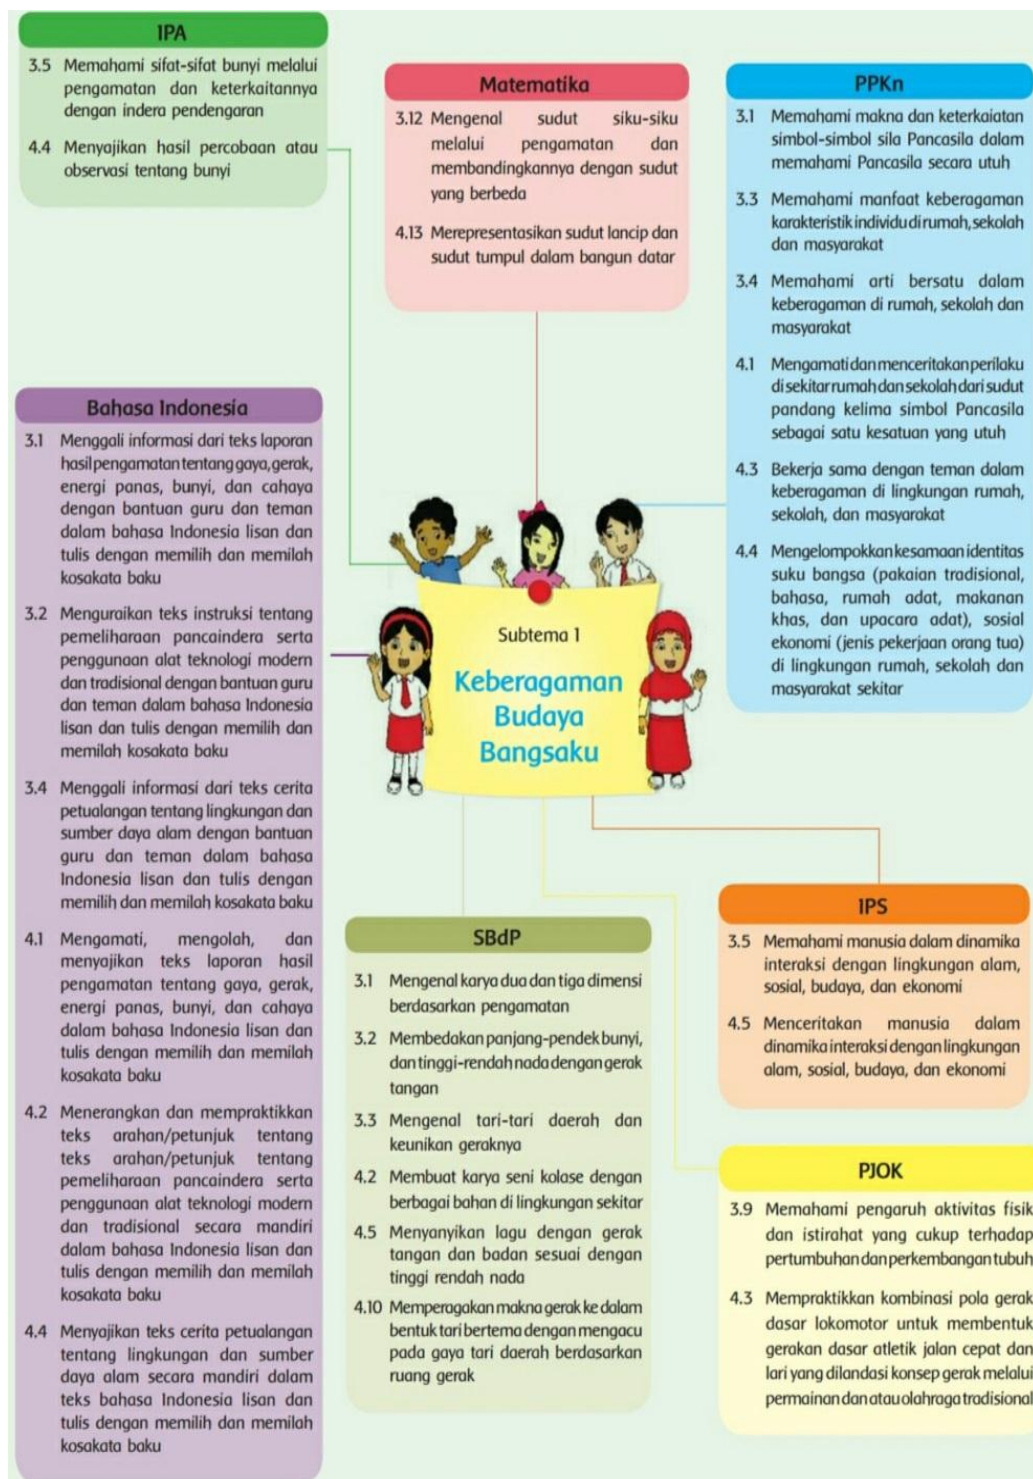 IPA
3.5 Memahami sifat-sifat bunyi melalui
pengamatan dan keterkaitannya
dengan indera pendengaran
4.4 Menyajikan hasil percobaan atau
observasi tentang bunyi
Matematika
3.12 Mengenal sudut siku-siku
melalui pengamatan dan
membandingkannya dengan sudut
yang berbeda
4.13 Merepresentasikan sudut lancip dan
sudut tumpul dalam bangun datar
PPKn
3.1 Memahami makna dan keterkaiatan
simbol-simbol sila Pancasila dalam
memahami Pancasila secara utuh
3.3 Memahami manfaat keberagaman
karakteristik individu di rumah, sekolah
dan masyarakat
3.4 Memahami arti bersatu dalam
keberagaman di rumah, sekolah dan
masyarakat
4.1 Mengamati dan menceritakan perilaku
di sekitar rumah dan sekolah dari sudut
pandang kelima simbol Pancasila
sebagai satu kesatuan yang utuh
4.3 Bekerja sama dengan teman dalam
keberagaman di lingkungan rumah,
sekolah, dan masyarakat
4.4 Mengelompokkan kesamaan identitas
suku bangsa (pakaian tradisional,
bahasa, rumah adat, makanan
khas, dan upacara adat), sosial
ekonomi (jenis pekerjaan orang tua)
di lingkungan rumah, sekolah dan
masyarakat sekitar
Bahasa Indonesia
3.1 Menggali informasi dari teks laporan
hasil pengamatan tentang gaya, gerak,
energi panas, bunyi, dan cahaya
dengan bantuan guru dan teman
dalam bahasa Indonesia lisan dan
tulis dengan memilih dan memilah
kosakata baku
3.2 Menguraikan teks instruksi tentang
pemeliharaan pancaindera serta
penggunaan alat teknologi modern
dan tradisional dengan bantuan guru
dan teman dalam bahasa Indonesia
lisan dan tulis dengan memilih dan
memilah kosakata baku
3.4 Menggali informasi dari teks cerita
petualangan tentang lingkungan dan
sumber daya alam dengan bantuan
guru dan teman dalam bahasa
Indonesia lisan dan tulis dengan
memilih dan memilah kosakata baku
4.1 Mengamati, mengolah, dan
menyajikan teks laporan hasil
pengamatan tentang gaya, gerak,
energi panas, bunyi, dan cahaya
dalam bahasa Indonesia lisan dan
tulis dengan memilih dan memilah
kosakata baku
4.2 Menerangkan dan mempraktikkan
teks arahan/petunjuk tentang
teks arahan/petunjuk tentang
pemeliharaan pancaindera serta
penggunaan alat teknologi modern
dan tradisional secara mandiri
dalam bahasa Indonesia lisan dan
tulis dengan memilih dan memilah
kosakata baku
4.4 Menyajikan teks cerita petualangan
tentang lingkungan dan sumber
daya alam secara mandiri dalam
teks bahasa Indonesia lisan dan
tulis dengan memilih dan memilah
kosakata baku
Subtema 1
Keberagaman
Budaya
Bangsaku
SBdP
3.1 Mengenal karya dua dan tiga dimensi
berdasarkan pengamatan
3.2 Membedakan panjang-pendek bunyi,
dan tinggi-rendah nada dengan gerak
tangan
3.3 Mengenal tari-tari daerah dan
keunikan geraknya
4.2 Membuat karya seni kolase dengan
berbagai bahan di lingkungan sekitar
4.5 Menyanyikan lagu dengan gerak
tangan dan badan sesuai dengan
tinggi rendah nada
4.10 Memperagakan makna gerak ke dalam
bentuk tari bertema dengan mengacu
pada gaya tari daerah berdasarkan
ruang gerak
IPS
3.5 Memahami manusia dalam dinamika
interaksi dengan lingkungan alam,
sosial, budaya, dan ekonomi
4.5 Menceritakan manusia dalam
dinamika interaksi dengan lingkungan
alam, sosial, budaya, dan ekonomi
PJOK
3.9 Memahami pengaruh aktivitas fisik
dan istirahat yang cukup terhadap
pertumbuhan dan perkembangan tubuh
4.3 Mempraktikkan kombinasi pola gerak
dasar lokomotor untuk membentuk
gerakan dasar atletik jalan cepat dan
lari yang dilandasi konsep gerak melalui
permainan dan atau olahraga tradisional